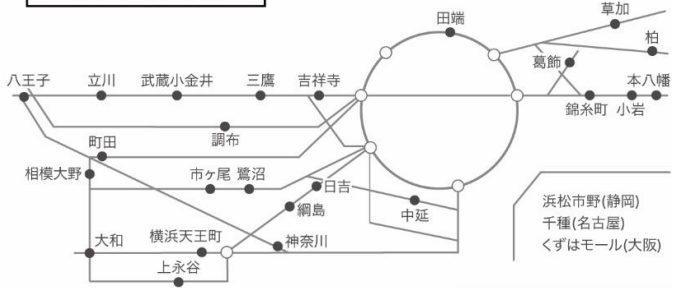 田端
草加
柏
葛飾
八王子 立川 武蔵小金井 三鷹 吉祥寺
本八幡
錦糸町 小岩
調布
町田
相模大野
市ヶ尾 鷺沼
日吉
中延
綱島
浜松市野(静岡)
千種(名古屋)
くずはモール(大阪)
大和
横浜天王町
神奈川
上永谷